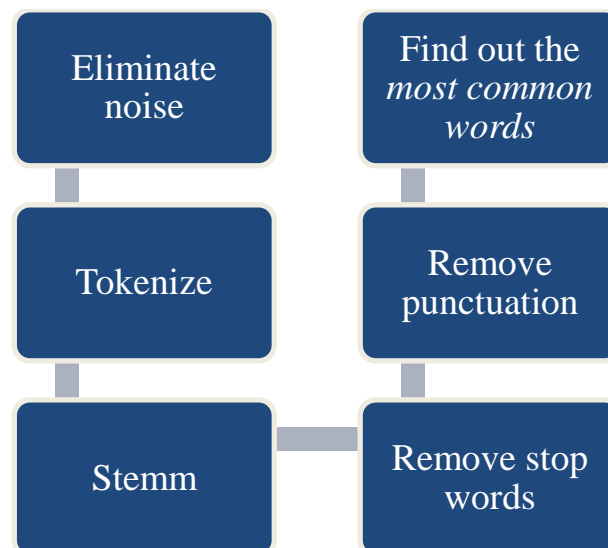 Eliminate
noise
Tokenize
Stemm
Remove stop
words
Remove
punctuation
Find out the
most common
words